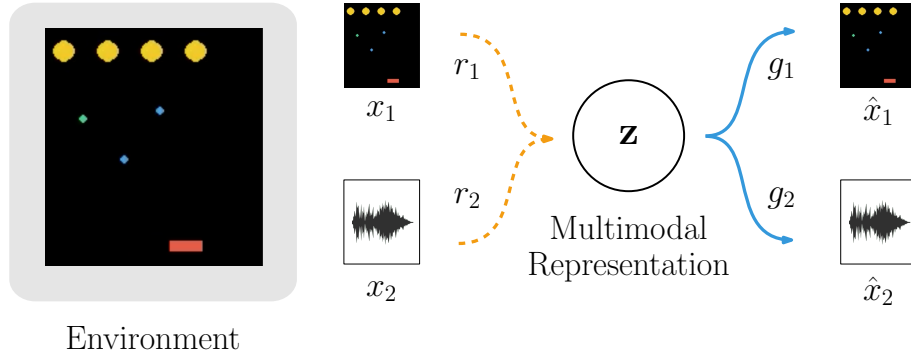 r₁
g₁
x₁
z
x̂₁
r₂
g₂
Multimodal
Representation
x₂
x̂₂
Environment